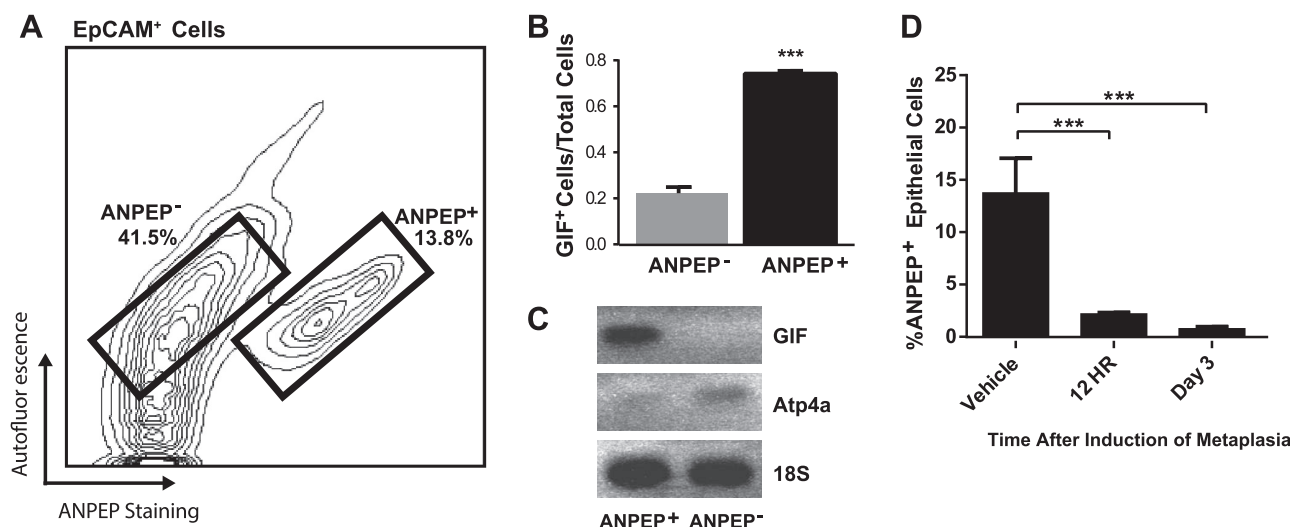 A
EpCAM+ Cells
ANPEP-
41.5%
ANPEP+
13.8%
Autofluor escence
ANPEP Staining
B
GIF+ Cells/Total Cells
0.8
0.6
0.4
0.2
0.0
***
ANPEP-
ANPEP+
C
GIF
Atp4a
18S
ANPEP+ ANPEP-
D
%ANPEP+ Epithelial Cells
25
20
15
10
5
0
***
***
Vehicle
12 HR
Day 3
Time After Induction of Metaplasia